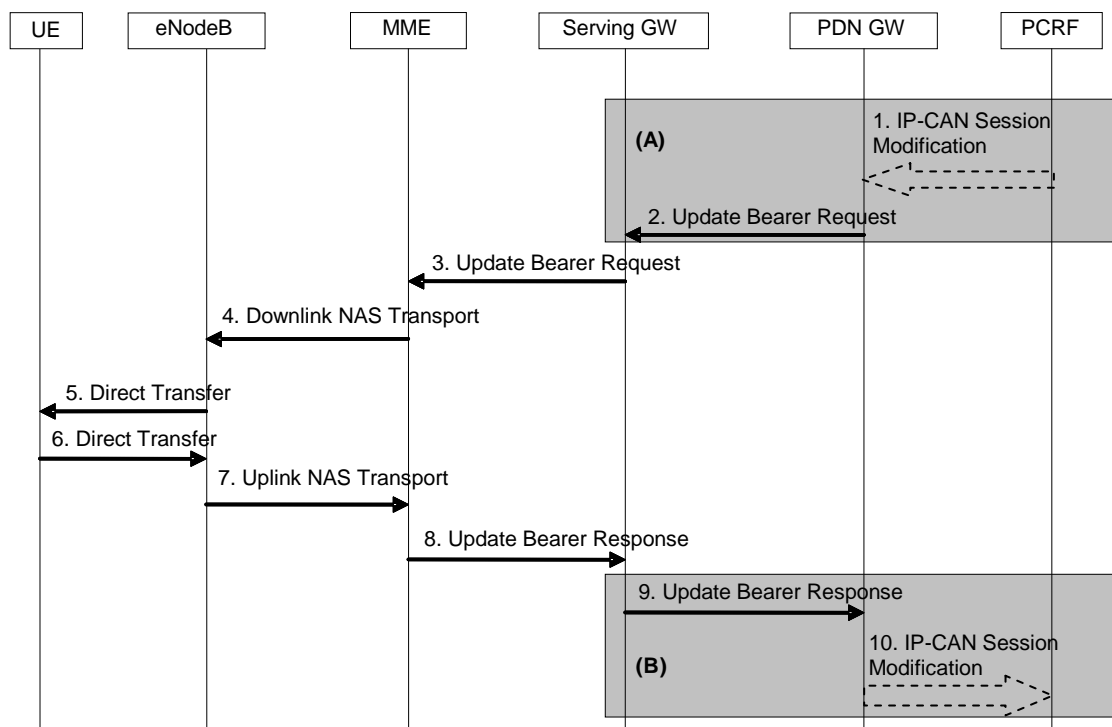 UE
eNodeB
MME
Serving GW
PDN GW
PCRF
(A)
1. IP-CAN Session
Modification
2. Update Bearer Request
3. Update Bearer Request
4. Downlink NAS Transport
5. Direct Transfer
6. Direct Transfer
7. Uplink NAS Transport
8. Update Bearer Response
9. Update Bearer Response
(B)
10. IP-CAN Session
Modification